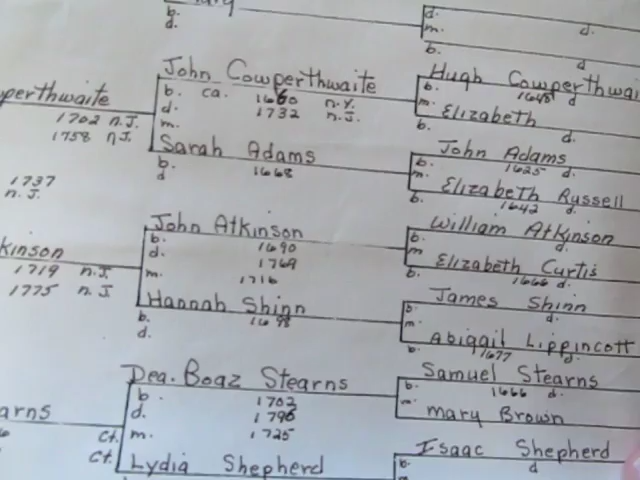 b.
d.
d. d.
m.
b. d
John Cowperthwaite
b. ca. 1660 n.y.
d. 1732 n.J.
m.
Sarah Adams
b. 1668
d
Hugh Cowperthwai
b. 1648 d
m.
Elizabeth
b. d.
John Adams
b. 1625 d.
m.
Elizabeth Russell
b. 1642 d.
perthwaite
1702 n.J.
1758 nJ.
1737
n.J.
John Atkinson
b. 1690
d. 1769
m. 1716
Hannah Shinn
b. 1698
d.
William Atkinson
b. d.
m.
Elizabeth Curtis
b. 1666 d.
James Shinn
b. d.
m.
Abigail Lippincott
b. 1677 d.
kinson
1719 n.J.
1775 n.J
Dea. Boaz Stearns
b. 1702
d. 1796
m. 1725
Lydia Shepherd
b
Samuel Stearns
b. 1666 d.
m.
Mary Brown
Isaac Shepherd
b. d
m.
arns
Ct.
Ct.